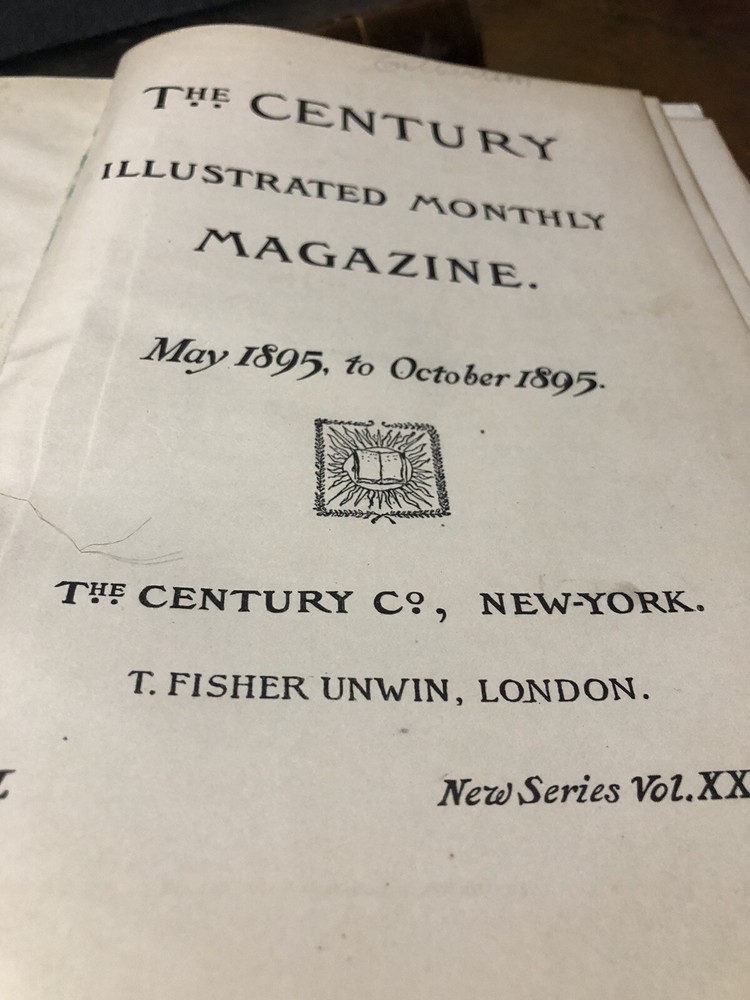 THE CENTURY
ILLUSTRATED MONTHLY
MAGAZINE.
May 1895, to October 1895.
THE CENTURY Co, NEW-YORK.
T. FISHER UNWIN, LONDON.
New Series Vol. XX